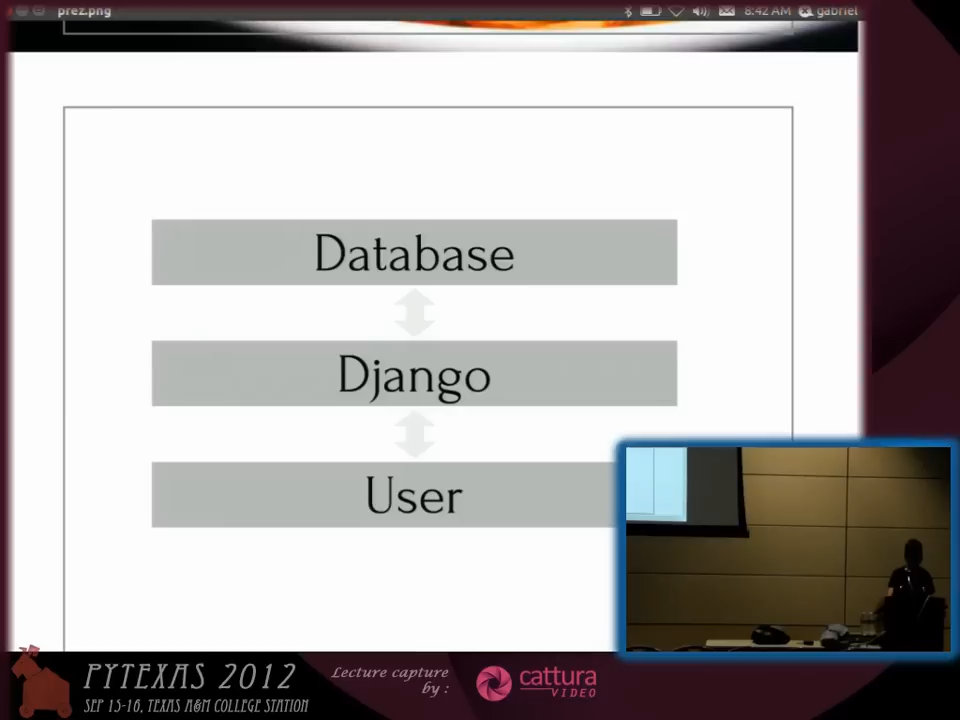 prez.png
8:42 AM
gabriel
Database
Django
User
PYTEXAS 2012
SEP 15-16, TEXAS A&M COLLEGE STATION
Lecture capture
by :
cattura
VIDEO